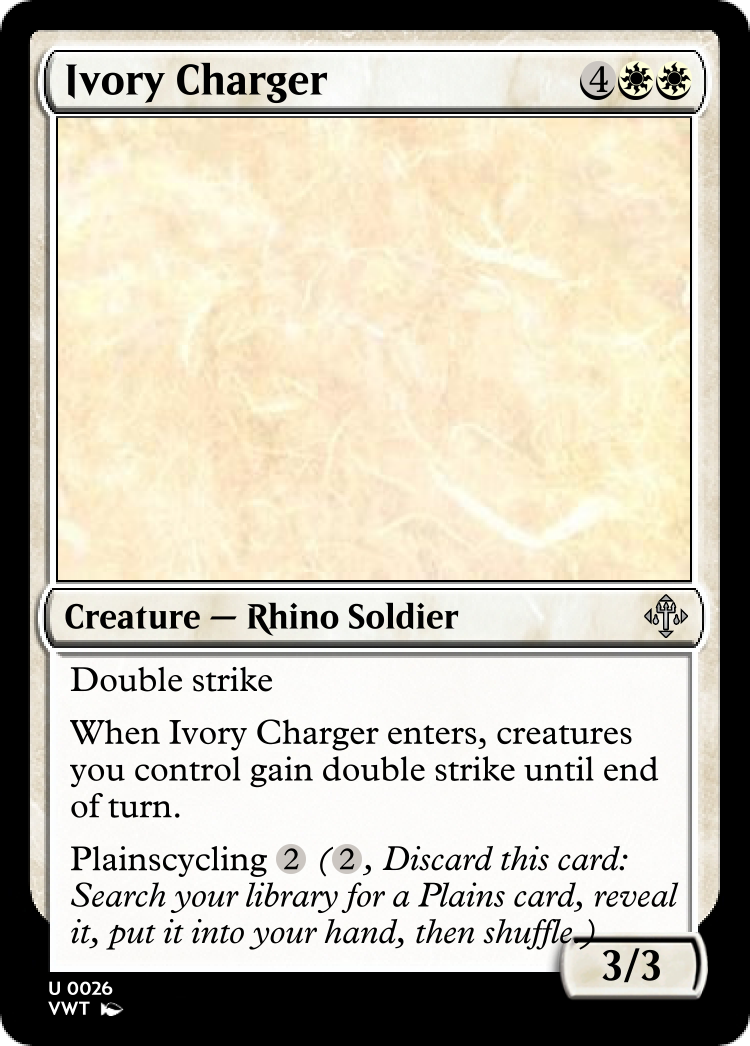 Ivory Charger 4
Creature — Rhino Soldier
Double strike
When Ivory Charger enters, creatures
you control gain double strike until end
of turn.
Plainscycling 2 (2, Discard this card:
Search your library for a Plains card, reveal
it, put it into your hand, then shuffle.)
3/3
U 0026
VWT